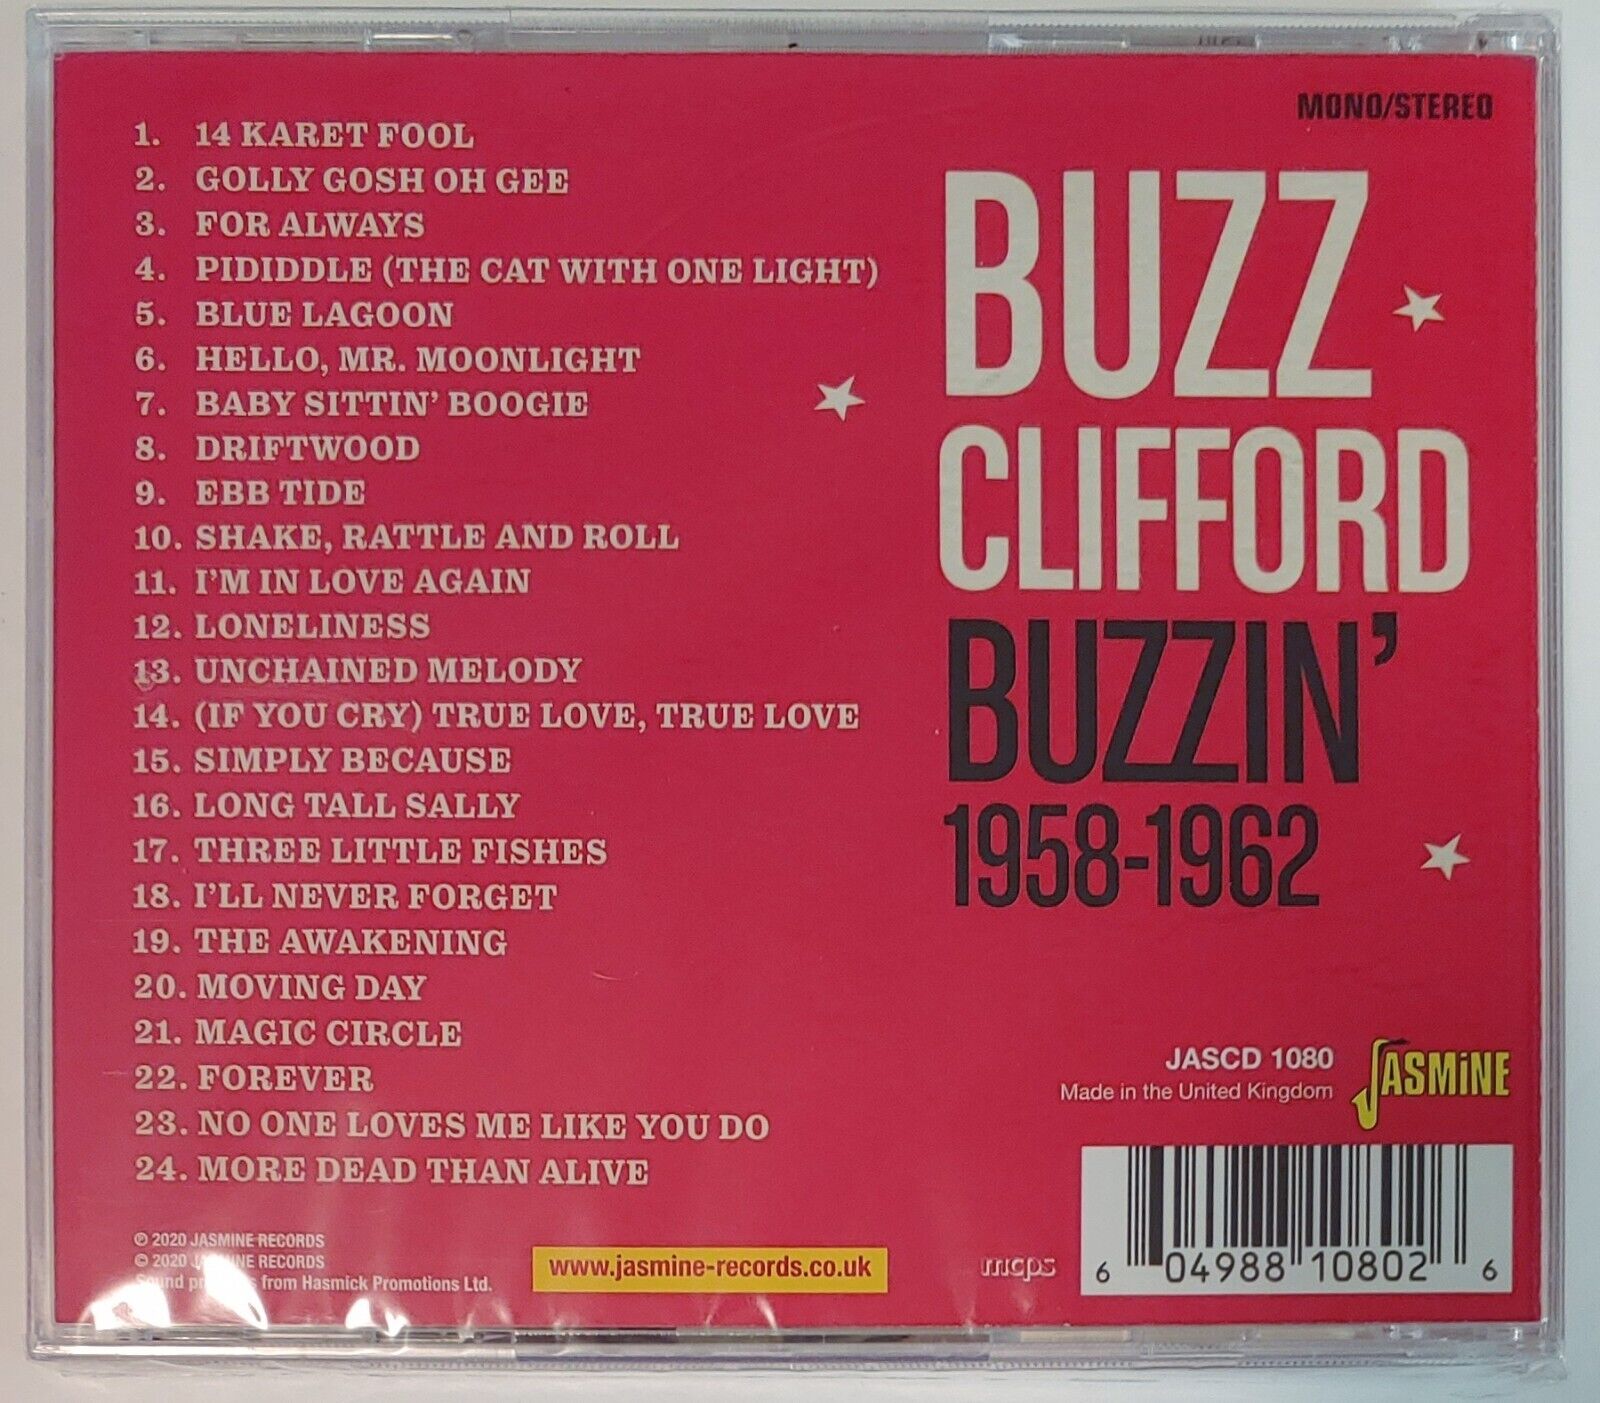 MONO/STEREO
1. 14 KARET FOOL
2. GOLLY GOSH OH GEE
3. FOR ALWAYS
4. PIDIDDLE (THE CAT WITH ONE LIGHT)
5. BLUE LAGOON
6. HELLO, MR. MOONLIGHT
7. BABY SITTIN' BOOGIE
8. DRIFTWOOD
9. EBB TIDE
10. SHAKE, RATTLE AND ROLL
11. I'M IN LOVE AGAIN
12. LONELINESS
13. UNCHAINED MELODY
14. (IF YOU CRY) TRUE LOVE, TRUE LOVE
15. SIMPLY BECAUSE
16. LONG TALL SALLY
17. THREE LITTLE FISHES
18. I'LL NEVER FORGET
19. THE AWAKENING
20. MOVING DAY
21. MAGIC CIRCLE
22. FOREVER
23. NO ONE LOVES ME LIKE YOU DO
24. MORE DEAD THAN ALIVE
BUZZ
CLIFFORD
BUZZIN'
1958-1962
JASCD 1080
Made in the United Kingdom
JASMiNE
℗ 2020 JASMINE RECORDS
© 2020 JASMINE RECORDS
Sound from Hasmick Promotions Ltd.
www.jasmine-records.co.uk
mcps
6 04988 10802 6